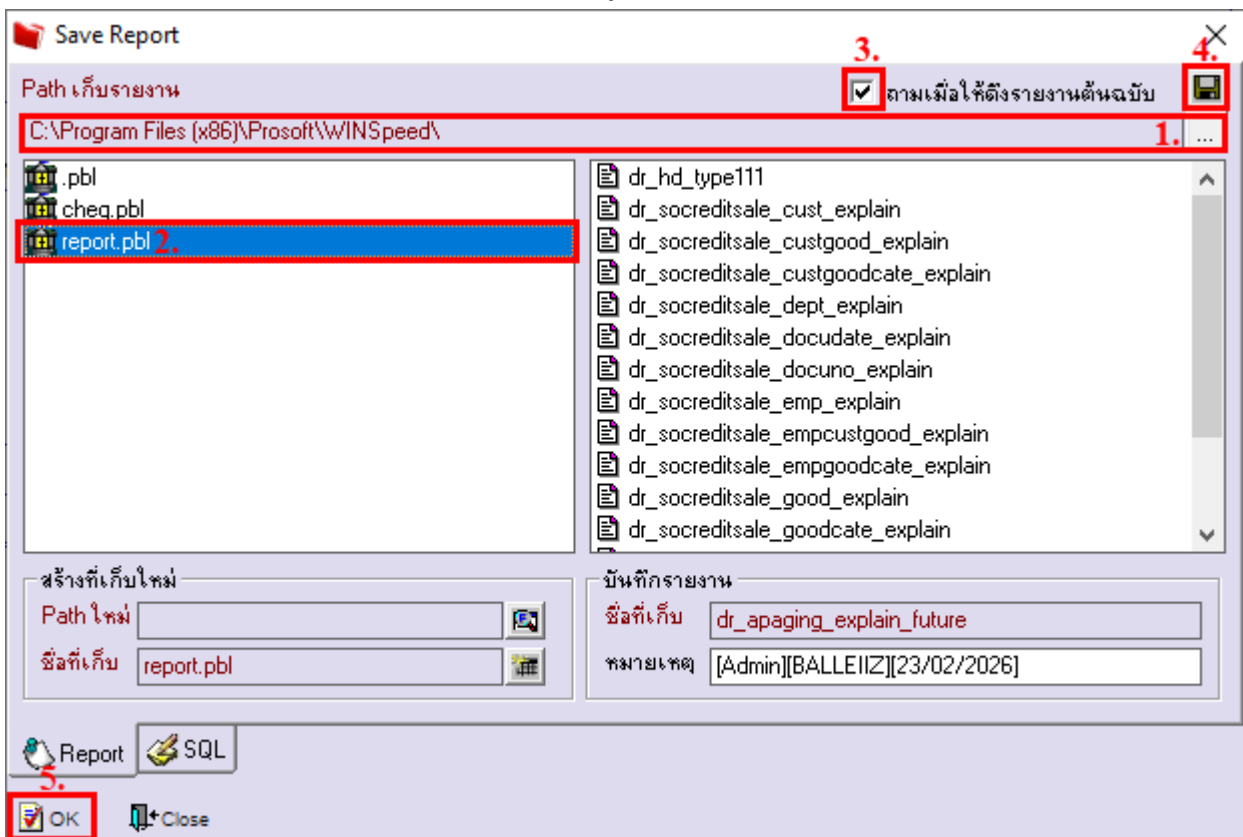 Save Report
3.
4.
Path เก็บรายงาน
ถามเมื่อให้ดึงรายงานต้นฉบับ
C:\Program Files (x86)\Prosoft\WINSpeed\
1.
...
.pbl
cheq.pbl
report.pbl
2.
dr_hd_type111
dr_socreditsale_cust_explain
dr_socreditsale_custgood_explain
dr_socreditsale_custgoodcate_explain
dr_socreditsale_dept_explain
dr_socreditsale_docudate_explain
dr_socreditsale_docuno_explain
dr_socreditsale_emp_explain
dr_socreditsale_empcustgood_explain
dr_socreditsale_empgoodcate_explain
dr_socreditsale_good_explain
dr_socreditsale_goodcate_explain
สร้างที่เก็บใหม่
Path ใหม่
ชื่อที่เก็บ report.pbl
บันทึกรายงาน
ชื่อที่เก็บ dr_apaging_explain_future
หมายเหตุ [Admin][BALLEIIZ][23/02/2026]
Report
SQL
5.
OK
Close